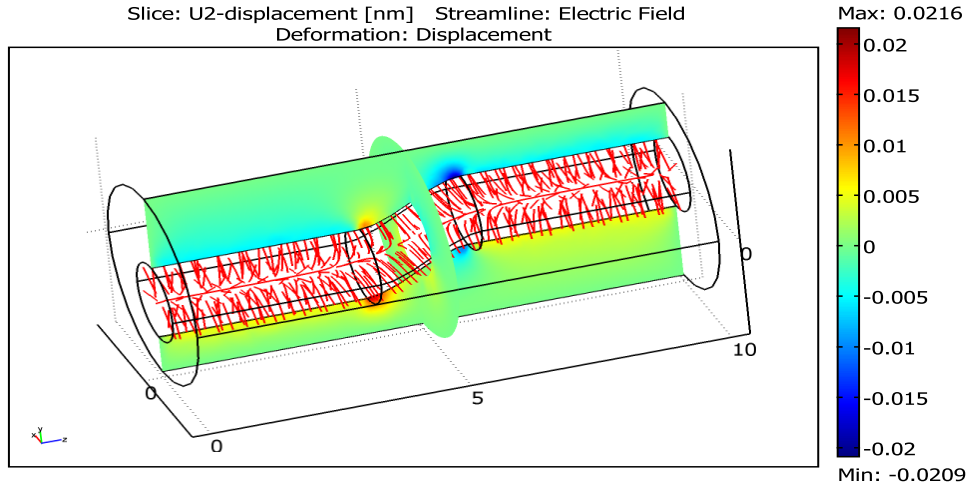 Slice: U2-displacement [nm] Streamline: Electric Field
Deformation: Displacement
Max: 0.0216
0.02
0.015
0.01
0.005
0
-0.005
-0.01
-0.015
-0.02
Min: -0.0209
0
10
5
0
0
x y z